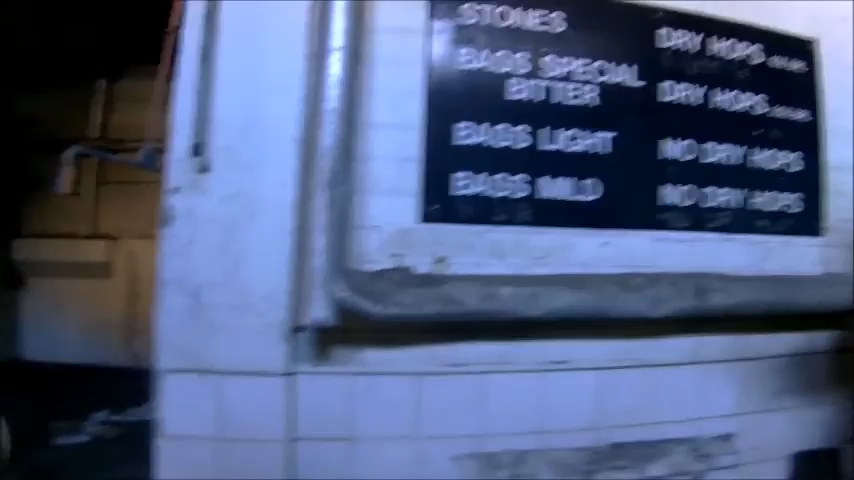 STONES
DRY HOPS
BASS SPECIAL
BITTER
DRY HOPS
BASS LIGHT
NO DRY HOPS
BASS MILD
NO DRY HOPS